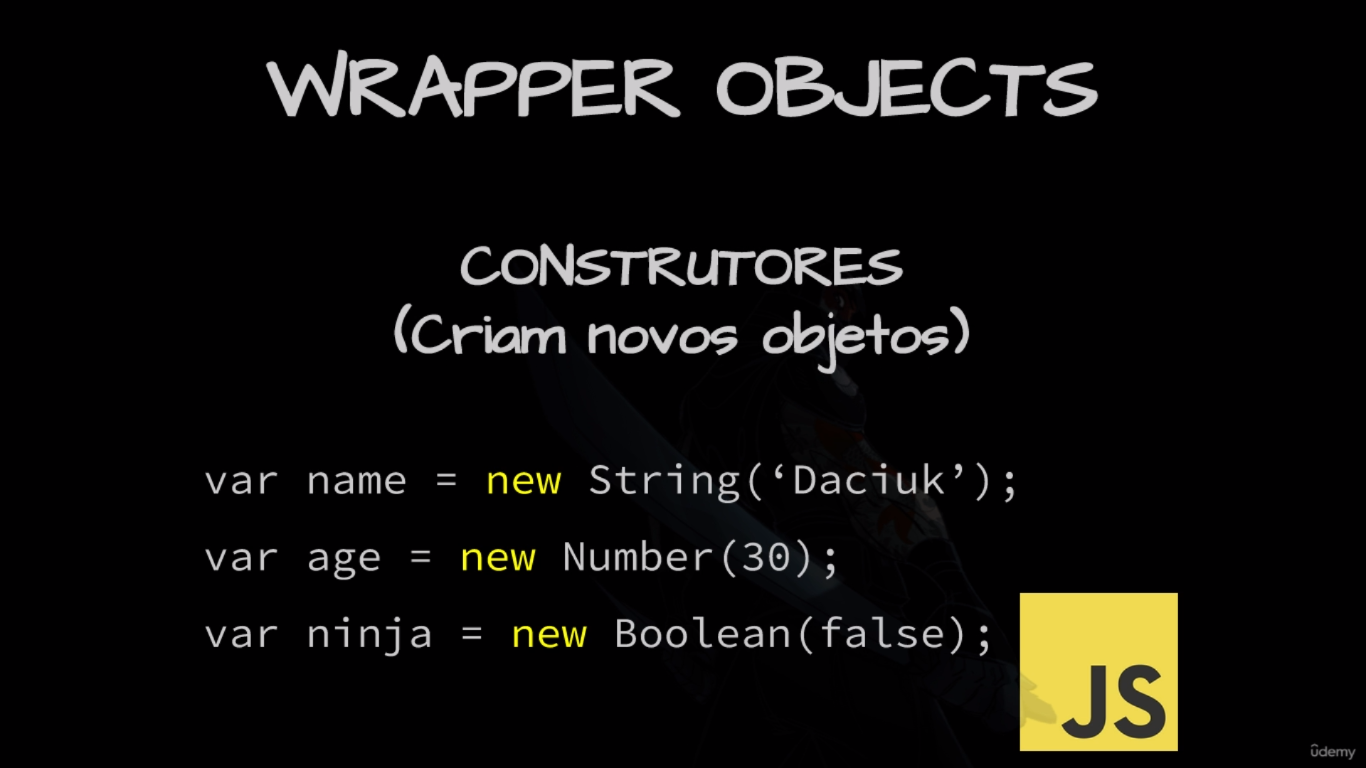 WRAPPER OBJECTS
CONSTRUTORES
(Criam novos objetos)
var name = new String(‘Daciuk’);
var age = new Number(30);
var ninja = new Boolean(false);
JS
ûdemy